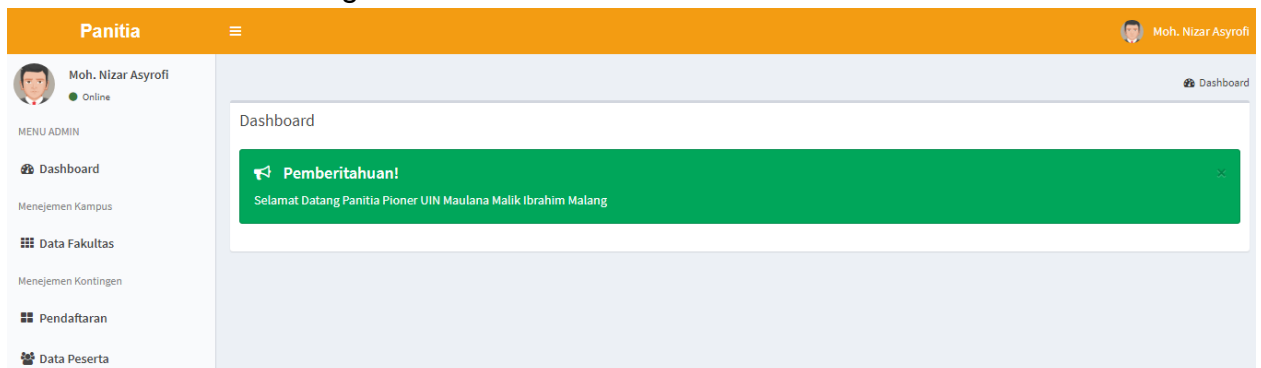 Panitia
Moh. Nizar Asyrofi
Moh. Nizar Asyrofi
Online
MENU ADMIN
Dashboard
Menejemen Kampus
Data Fakultas
Menejemen Kontingen
Pendaftaran
Data Peserta
Dashboard
Dashboard
Pemberitahuan!
×
Selamat Datang Panitia Pioner UIN Maulana Malik Ibrahim Malang